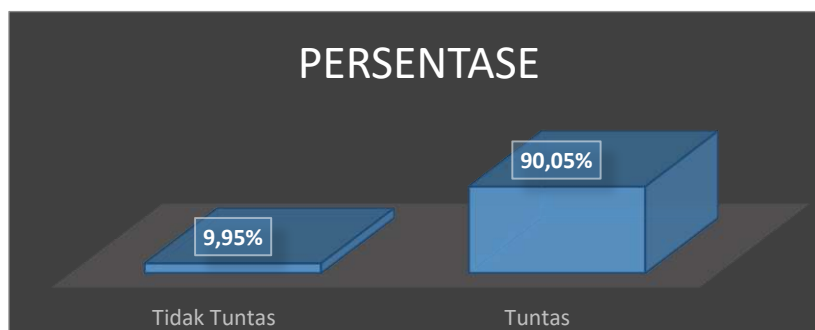 PERSENTASE
90,05%
9,95%
Tidak Tuntas
Tuntas